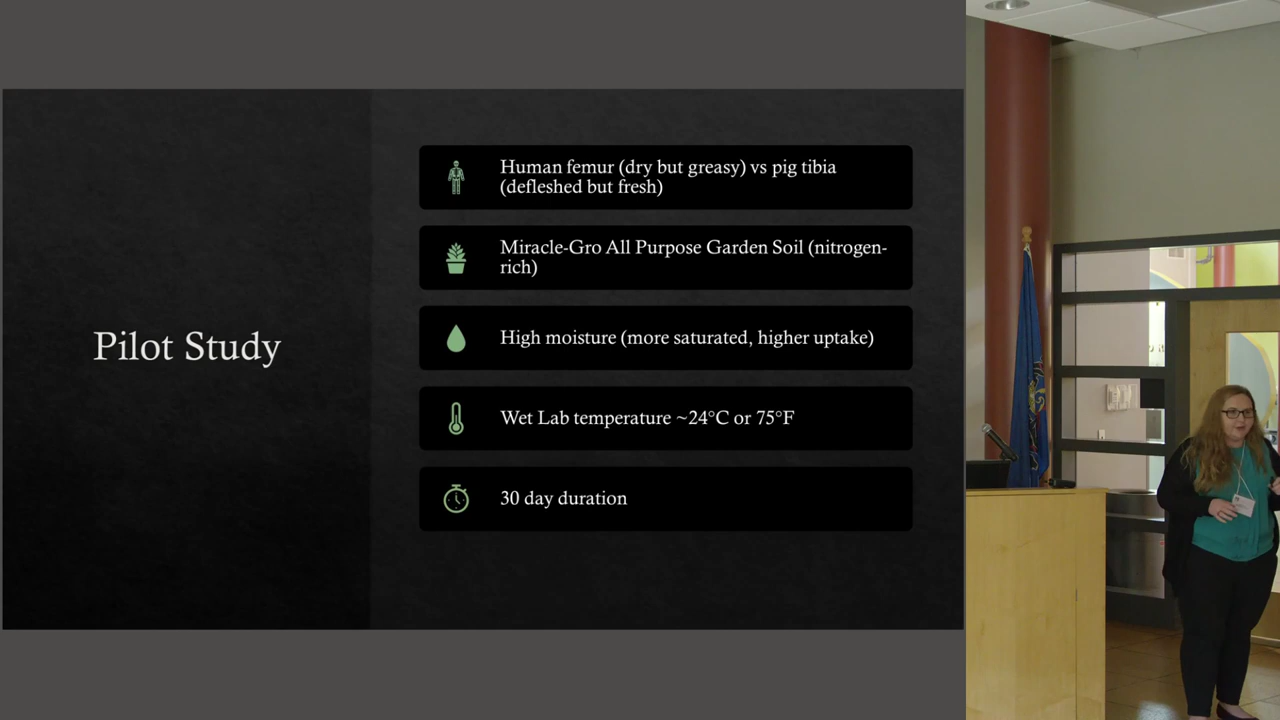 Pilot Study
Human femur (dry but greasy) vs pig tibia
(defleshed but fresh)
Miracle-Gro All Purpose Garden Soil (nitrogen-
rich)
High moisture (more saturated, higher uptake)
Wet Lab temperature ~24°C or 75°F
30 day duration